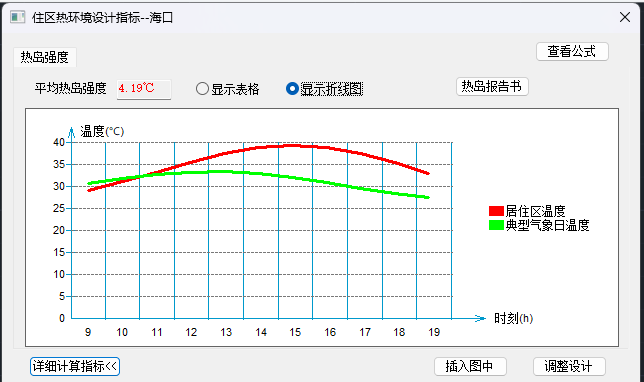 住区热环境设计指标--海口
热岛强度
查看公式
平均热岛强度 4.19℃ 显示表格 显示折线图 热岛报告书
温度(℃)
40
35
30
25
20
15
10
5
0
9 10 11 12 13 14 15 16 17 18 19
时刻(h)
居住区温度
典型气象日温度
详细计算指标<< 插入图中 调整设计